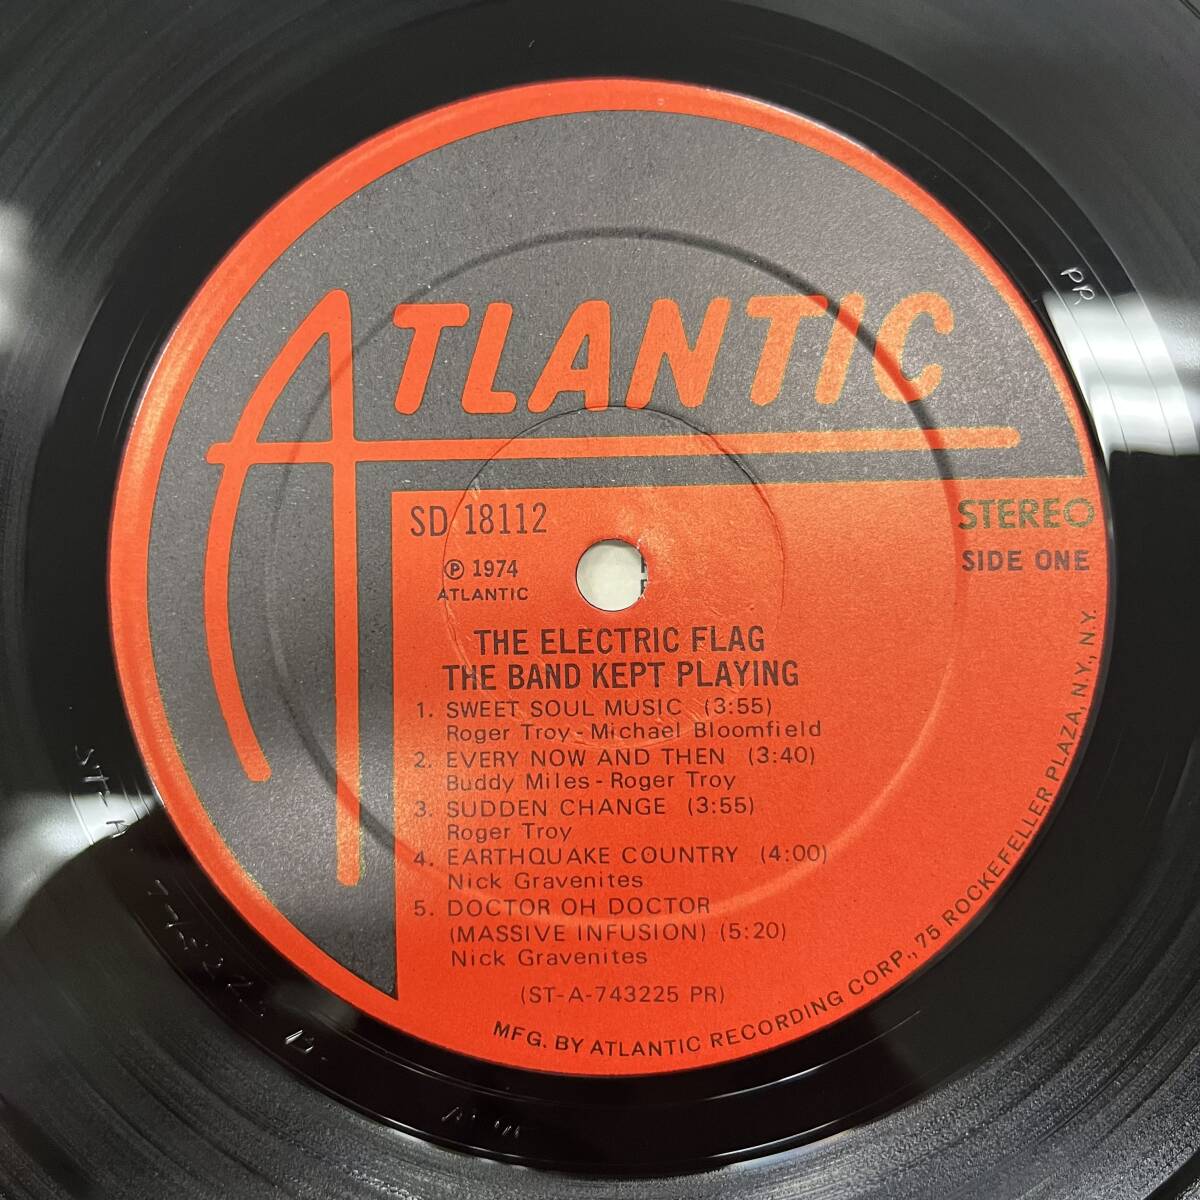 ATLANTIC
SD 18112
STEREO
SIDE ONE
℗ 1974
ATLANTIC
THE ELECTRIC FLAG
THE BAND KEPT PLAYING
1. SWEET SOUL MUSIC (3:55)
Roger Troy - Michael Bloomfield
2. EVERY NOW AND THEN (3:40)
Buddy Miles - Roger Troy
3. SUDDEN CHANGE (3:55)
Roger Troy
4. EARTHQUAKE COUNTRY (4:00)
Nick Gravenites
5. DOCTOR OH DOCTOR
(MASSIVE INFUSION) (5:20)
Nick Gravenites
(ST-A-743225 PR)
MFG. BY ATLANTIC RECORDING CORP., 75 ROCKEFELLER PLAZA, N.Y., N.Y.
PR